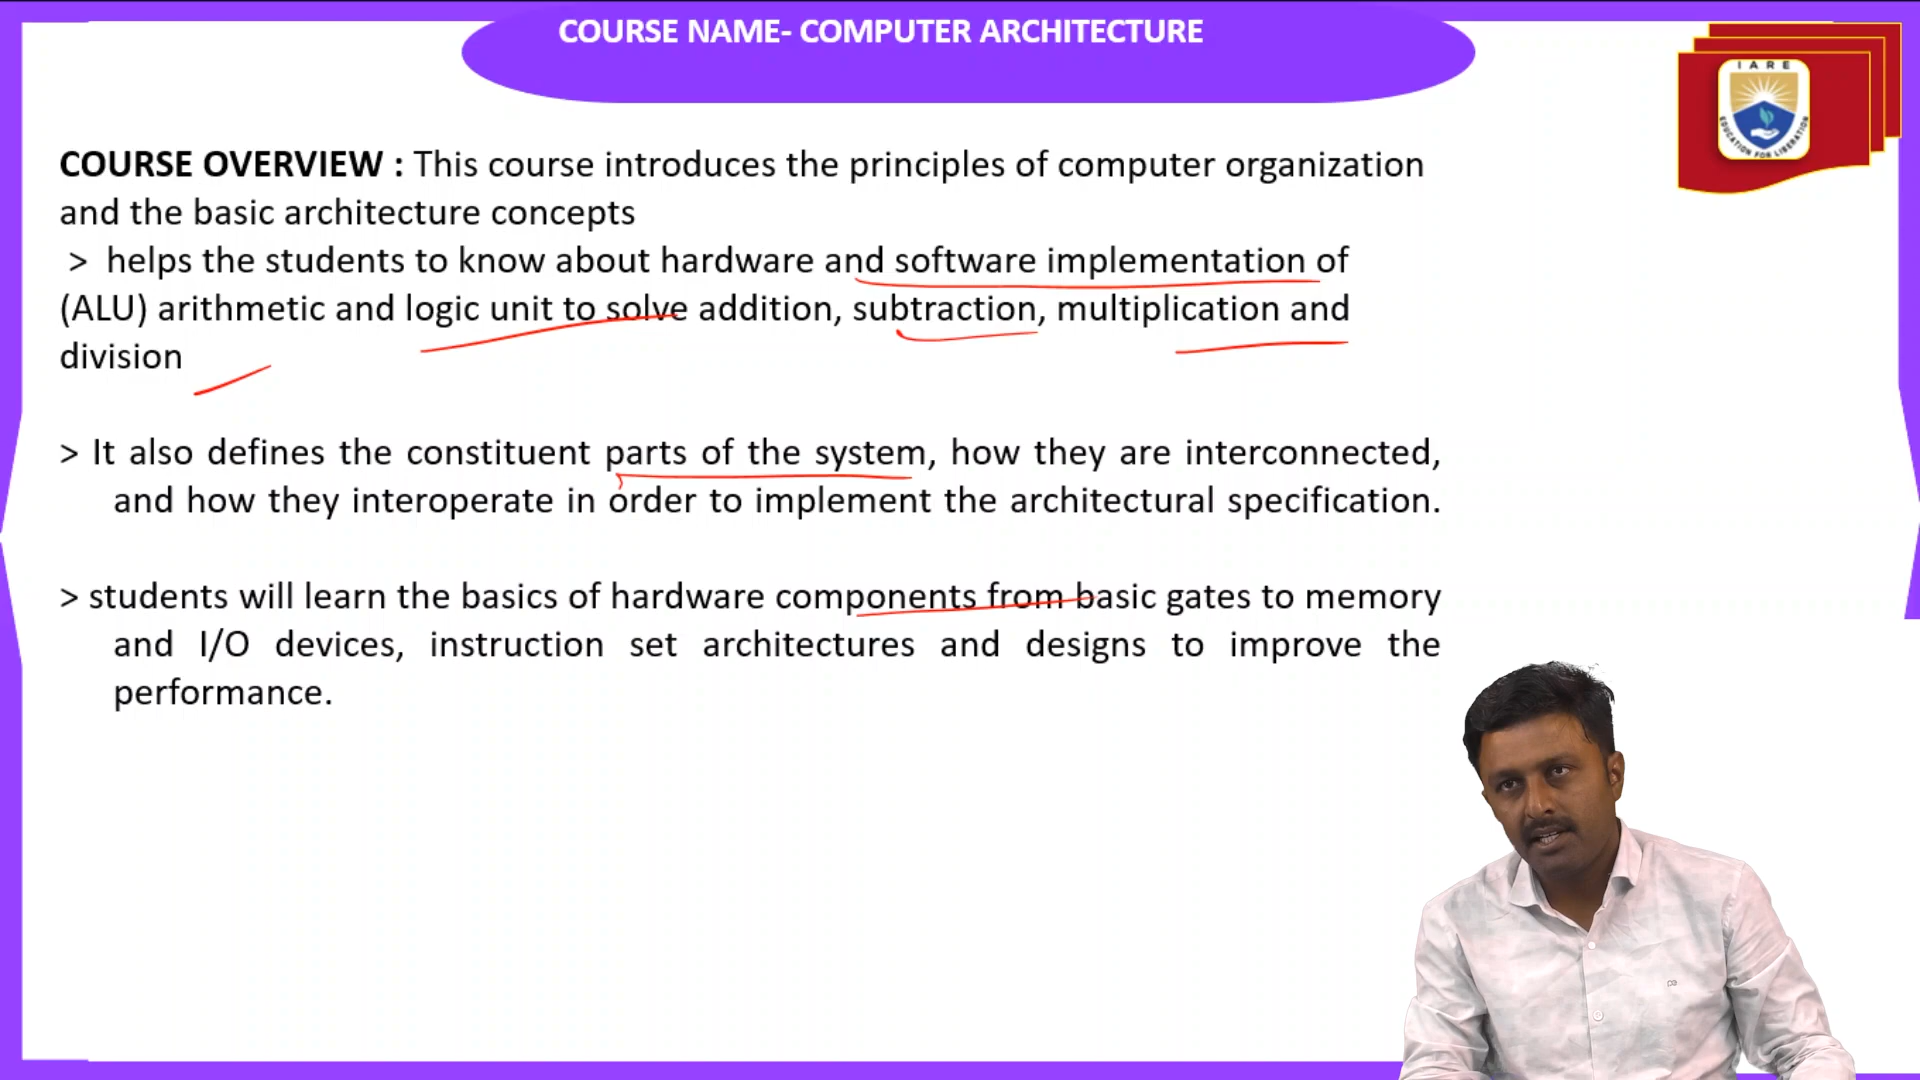 COURSE NAME- COMPUTER ARCHITECTURE
IARE
EDUCATION FOR LIBERATION
COURSE OVERVIEW : This course introduces the principles of computer organization
and the basic architecture concepts
> helps the students to know about hardware and software implementation of
(ALU) arithmetic and logic unit to solve addition, subtraction, multiplication and
division
> It also defines the constituent parts of the system, how they are interconnected,
and how they interoperate in order to implement the architectural specification.
> students will learn the basics of hardware components from basic gates to memory
and I/O devices, instruction set architectures and designs to improve the
performance.